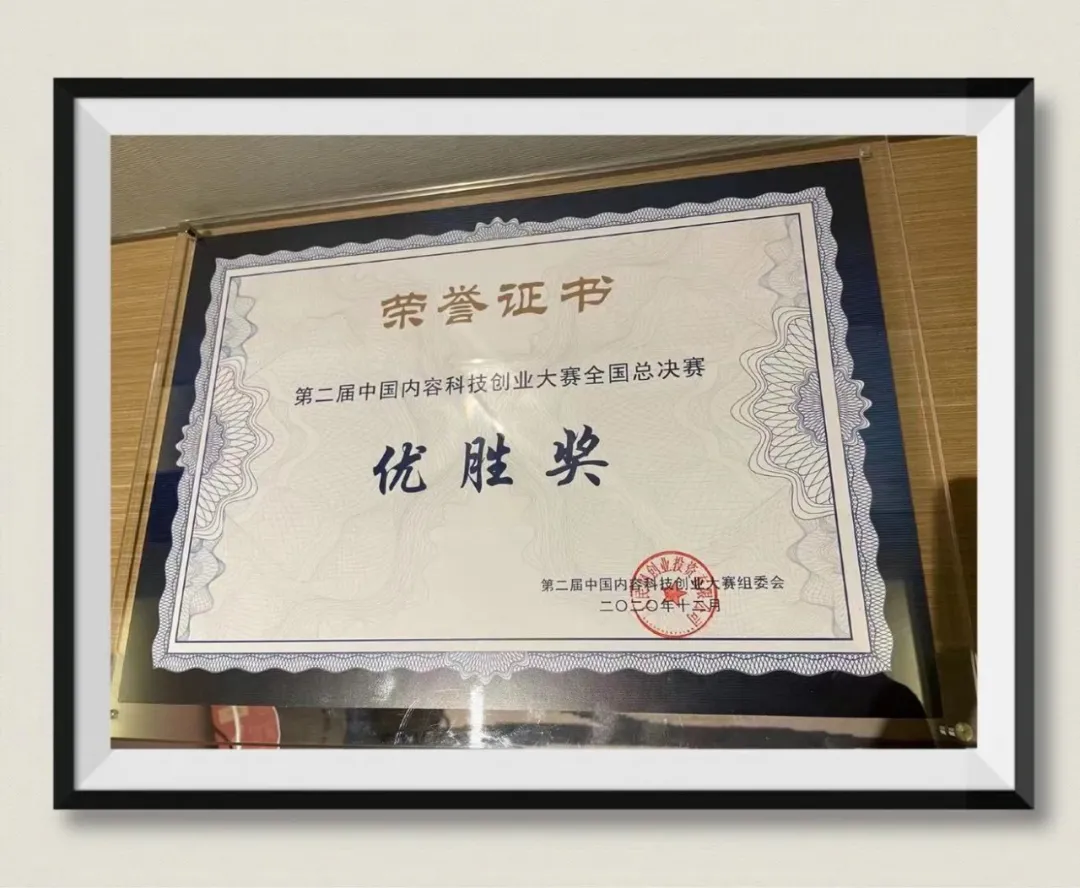 荣誉证书
第二届中国内容科技创业大赛全国总决赛
优胜奖
第二届中国内容科技创业大赛组委会
二〇二〇年十二月